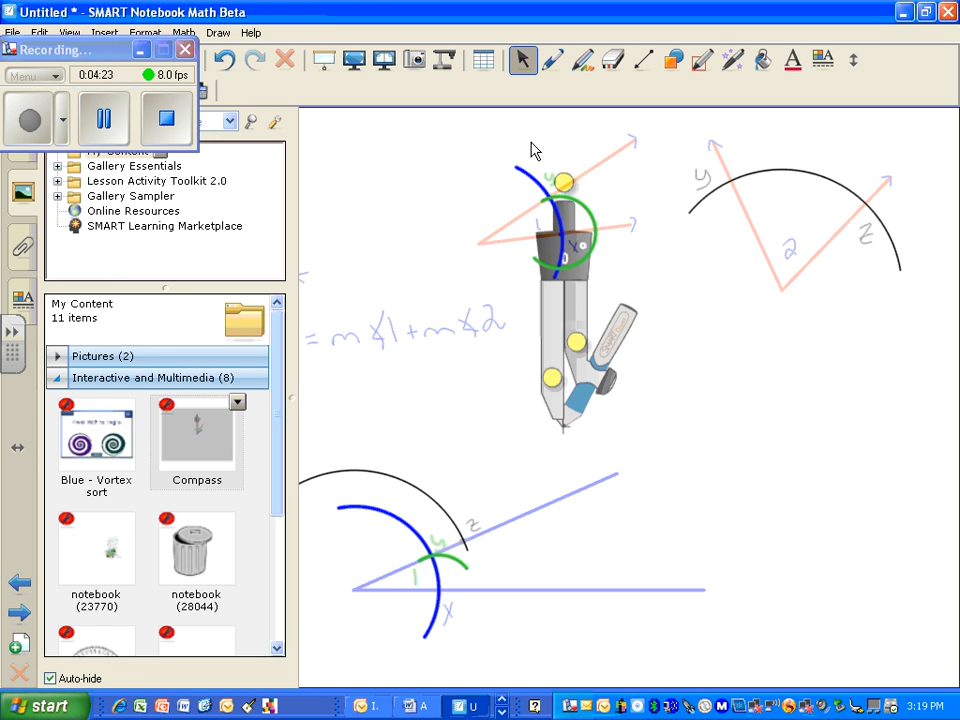 Untitled * - SMART Notebook Math Beta
File Edit View Insert Format Math Draw Help
Recording...
Menu 0:04:23 8.0 fps
My Content
Gallery Essentials
Lesson Activity Toolkit 2.0
Gallery Sampler
Online Resources
SMART Learning Marketplace
My Content
11 items
Pictures (2)
Interactive and Multimedia (8)
Blue - Vortex sort
Compass
notebook (23770)
notebook (28044)
Auto-hide
y
1
x
y
z
2
= m∡1 + m∡2
z
y
1
x
start
I.
A
U
3:19 PM